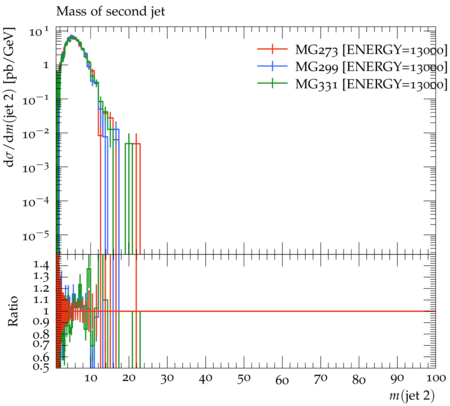 Mass of second jet
dσ/dm(jet 2) [pb/GeV]
10^1
1
10^−1
10^−2
10^−3
10^−4
10^−5
MG273 [ENERGY=13000]
MG299 [ENERGY=13000]
MG331 [ENERGY=13000]
Ratio
1.4
1.3
1.2
1.1
1
0.9
0.8
0.7
0.6
0.5
10 20 30 40 50 60 70 80 90 100
m(jet 2)